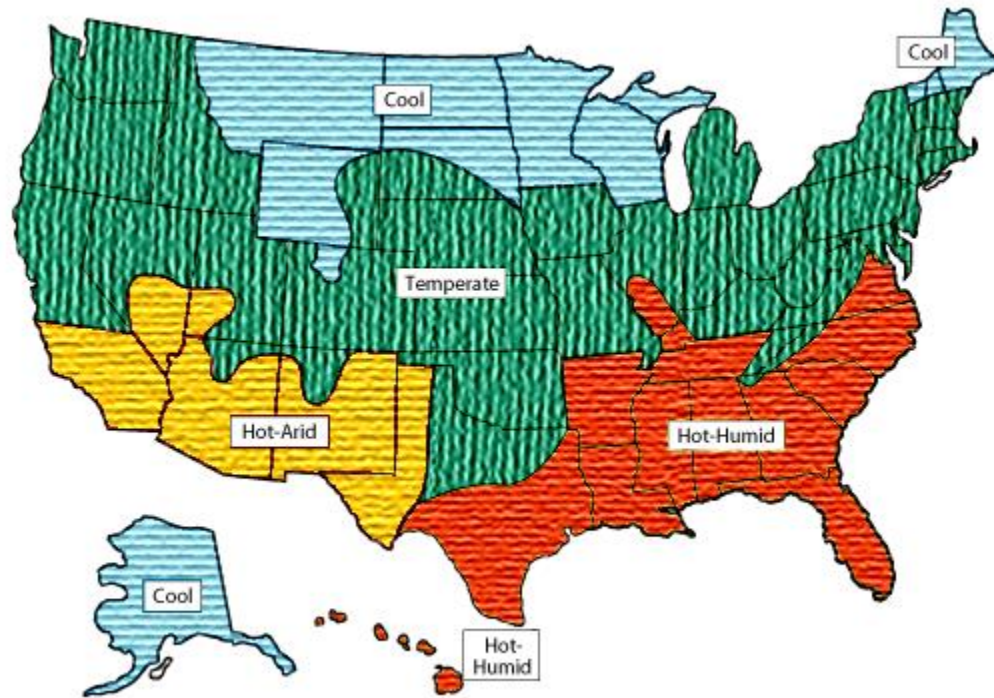 Cool
Cool
Temperate
Hot-Arid
Hot-Humid
Cool
Hot-
Humid